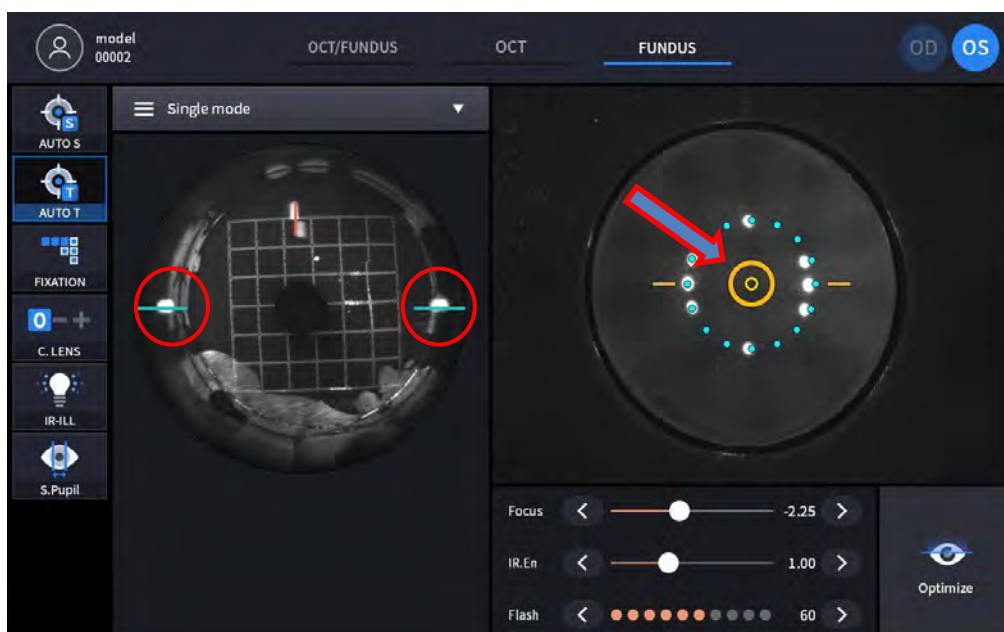 model
00002
OCT/FUNDUS
OCT
FUNDUS
OD
OS
S
AUTO S
T
AUTO T
FIXATION
0 - +
C. LENS
IR-ILL
S.Pupil
Single mode
Focus
-2.25
IR.En
1.00
Flash
60
Optimize